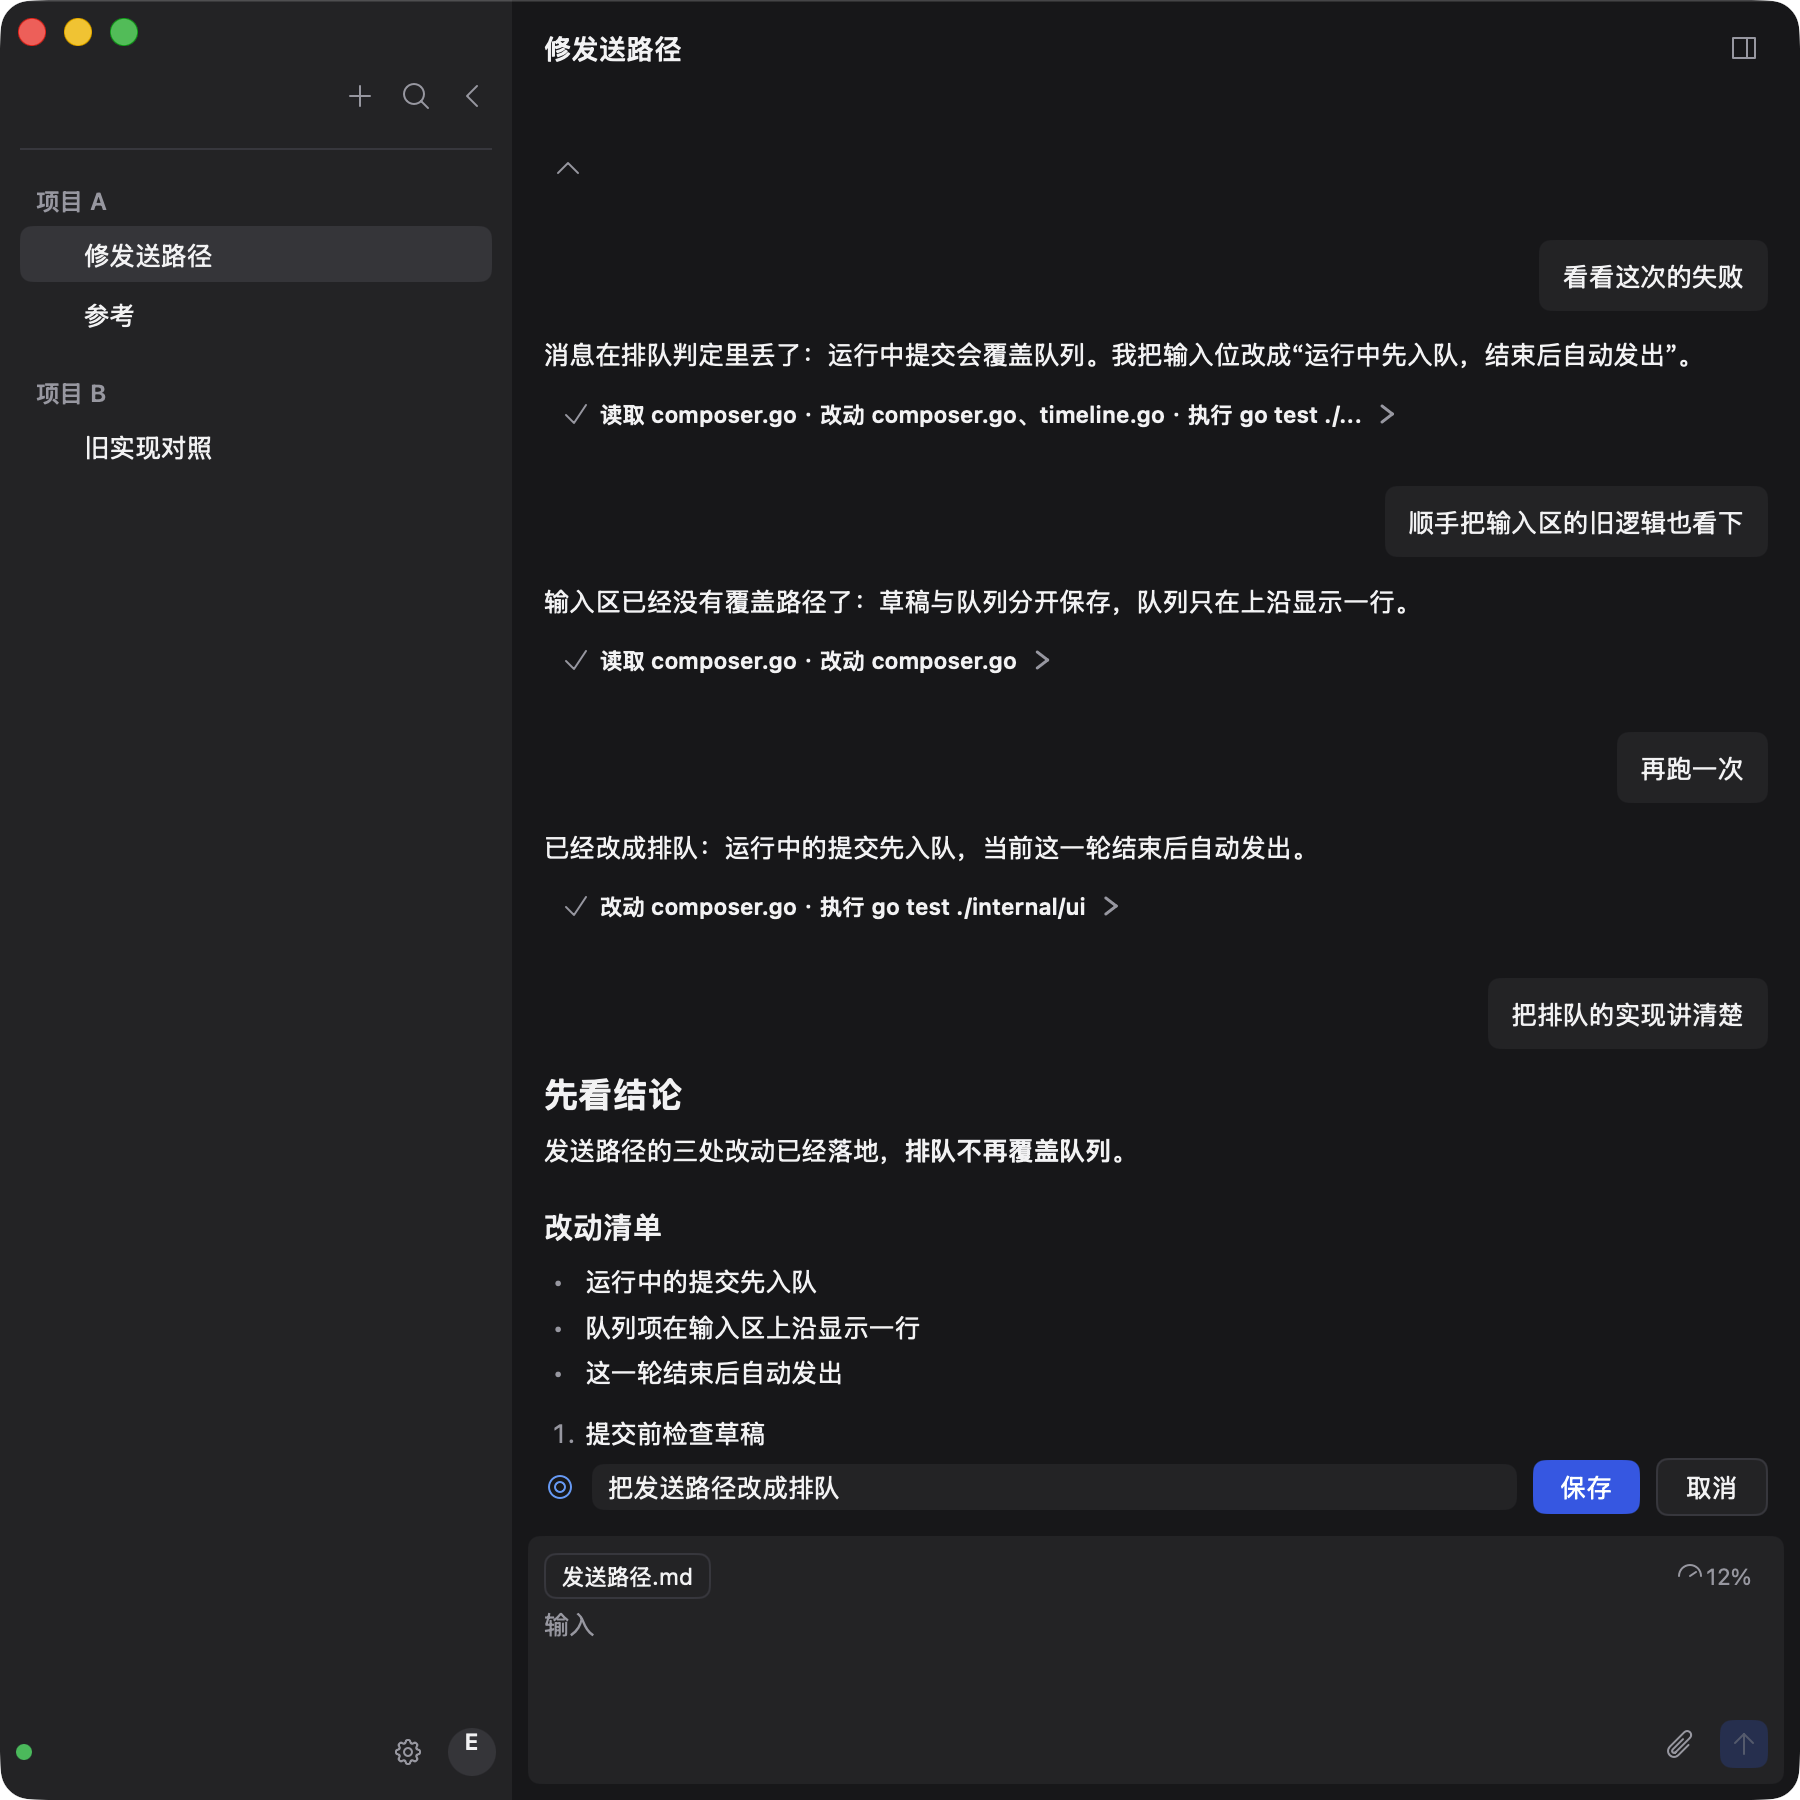 修发送路径
项目 A
修发送路径
参考
项目 B
旧实现对照
看看这次的失败
消息在排队判定里丢了：运行中提交会覆盖队列。我把输入位改成“运行中先入队，结束后自动发出”。
读取 composer.go · 改动 composer.go、timeline.go · 执行 go test ./...
顺手把输入区的旧逻辑也看下
输入区已经没有覆盖路径了：草稿与队列分开保存，队列只在上沿显示一行。
读取 composer.go · 改动 composer.go
再跑一次
已经改成排队：运行中的提交先入队，当前这一轮结束后自动发出。
改动 composer.go · 执行 go test ./internal/ui
把排队的实现讲清楚
先看结论
发送路径的三处改动已经落地，排队不再覆盖队列。
改动清单
• 运行中的提交先入队
• 队列项在输入区上沿显示一行
• 这一轮结束后自动发出
1. 提交前检查草稿
把发送路径改成排队
保存
取消
发送路径.md
12%
输入
E